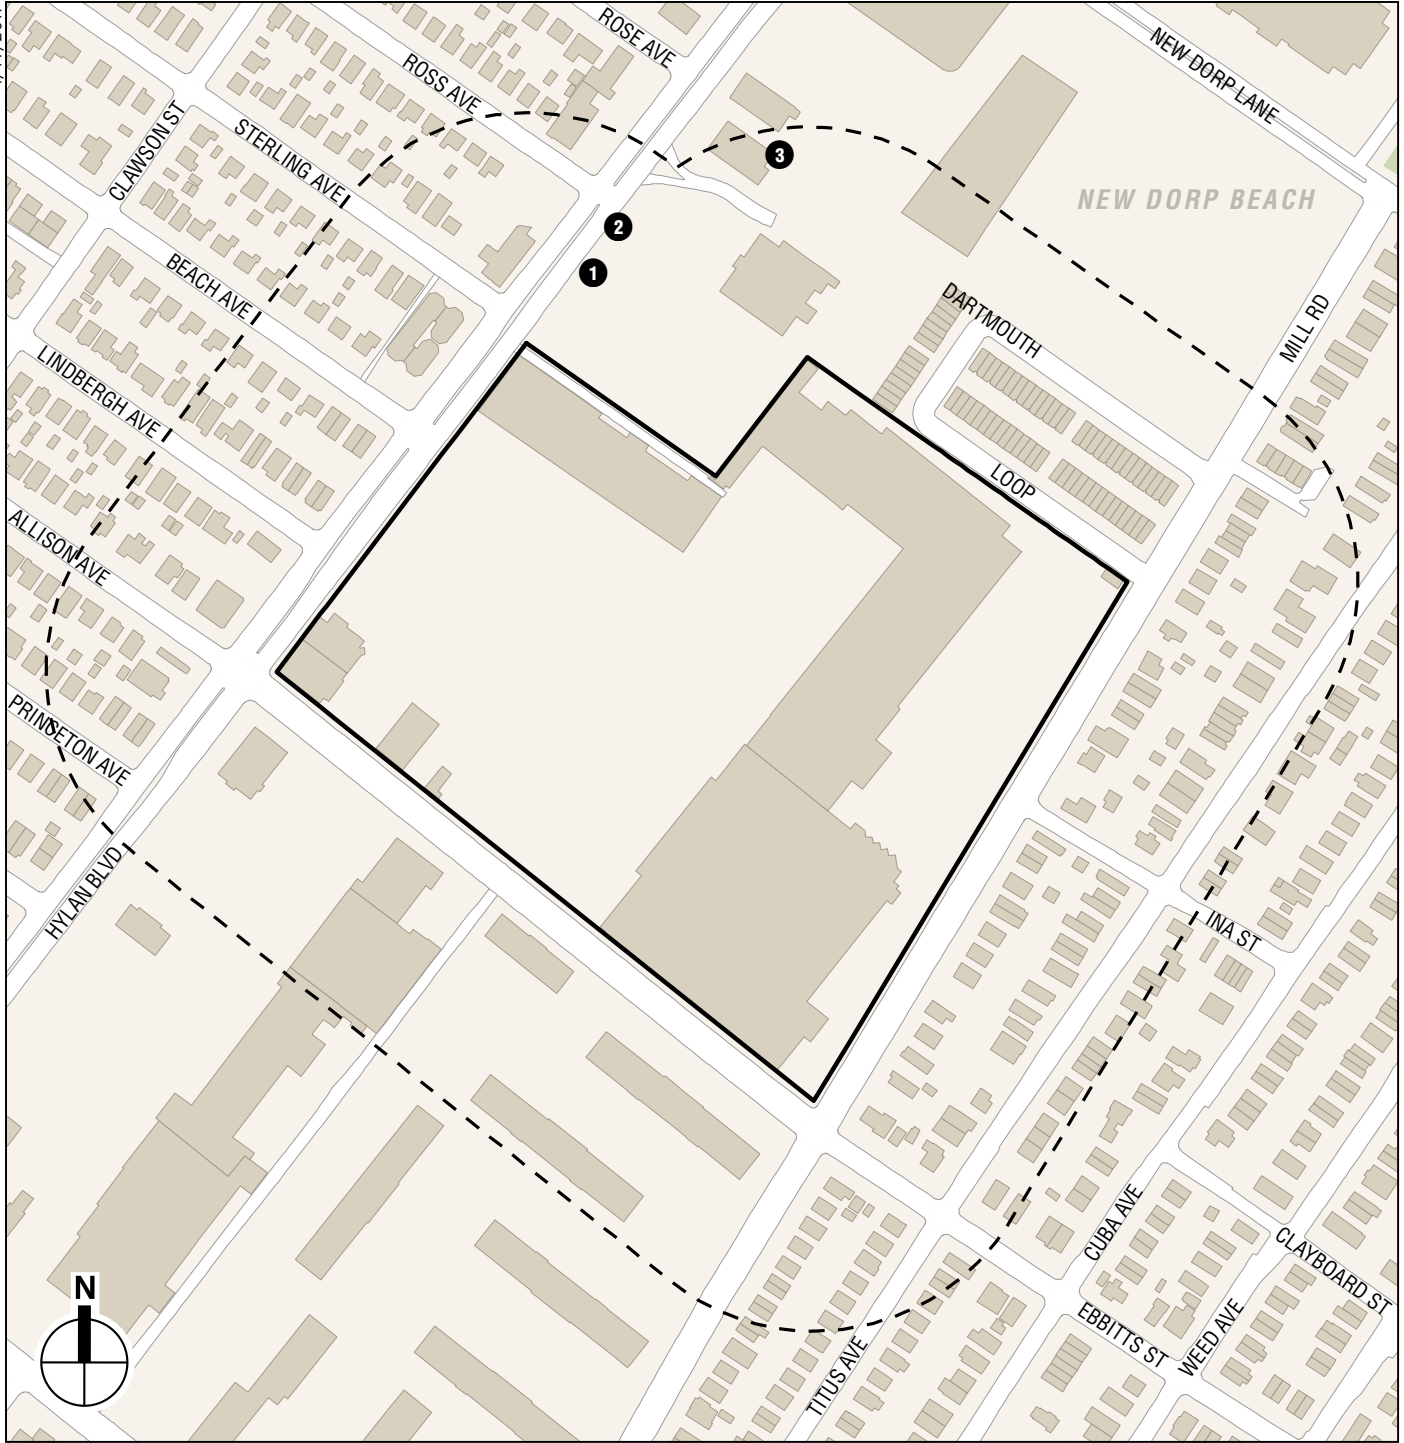 ROSE AVE
NEW DORP LANE
ROSS AVE
CLAWSON ST
STERLING AVE
3
NEW DORP BEACH
2
1
BEACH AVE
DARTMOUTH
MILL RD
LINDBERGH AVE
LOOP
ALLISON AVE
PRINCETON AVE
HYLAN BLVD
INA ST
CUBA AVE
CLAYBOARD ST
N
EBBITTS ST
WEED AVE
TITUS AVE